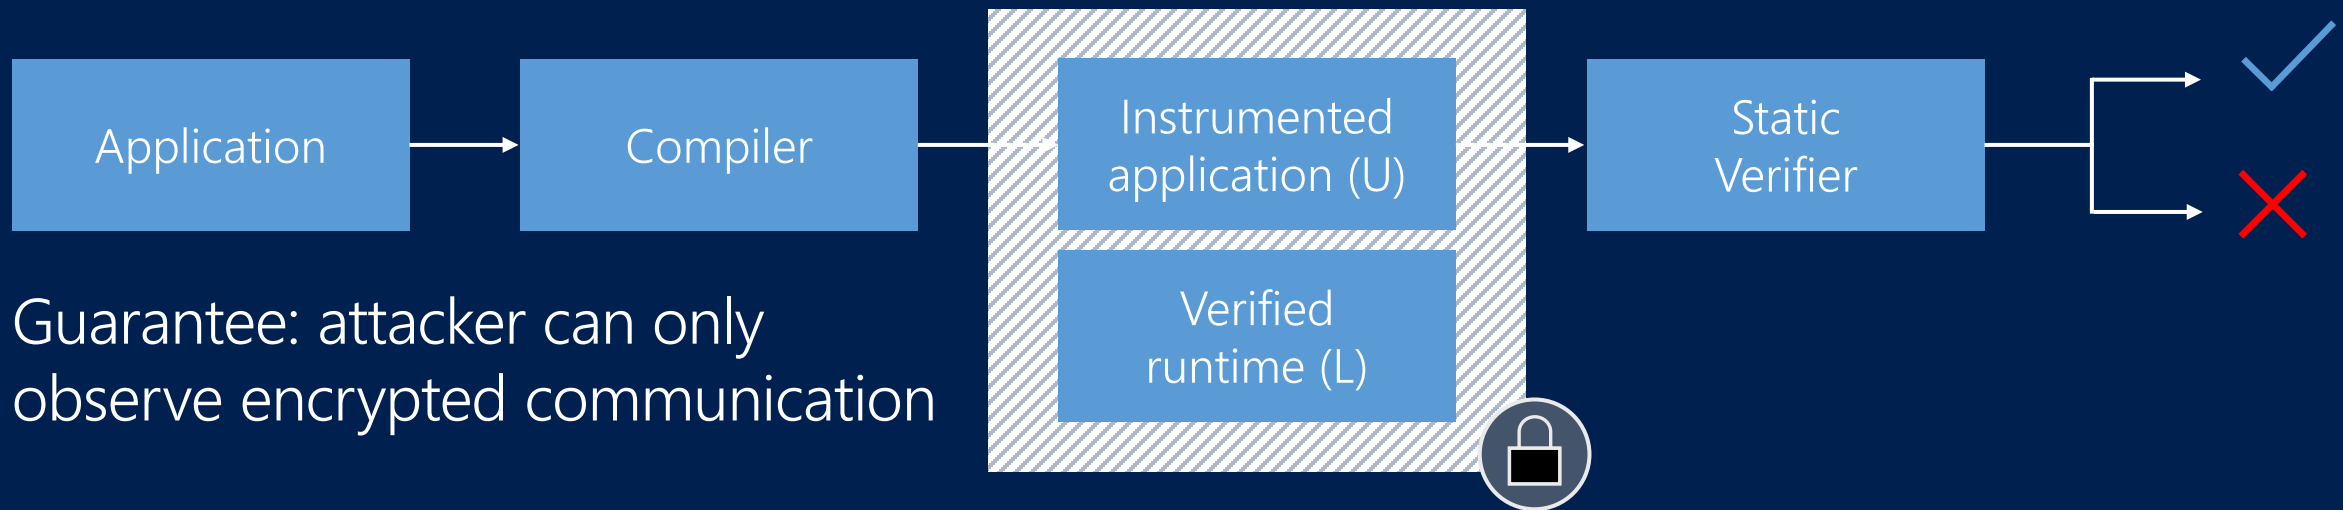 Application
Compiler
Instrumented
application (U)
Verified
runtime (L)
Static
Verifier
Guarantee: attacker can only
observe encrypted communication